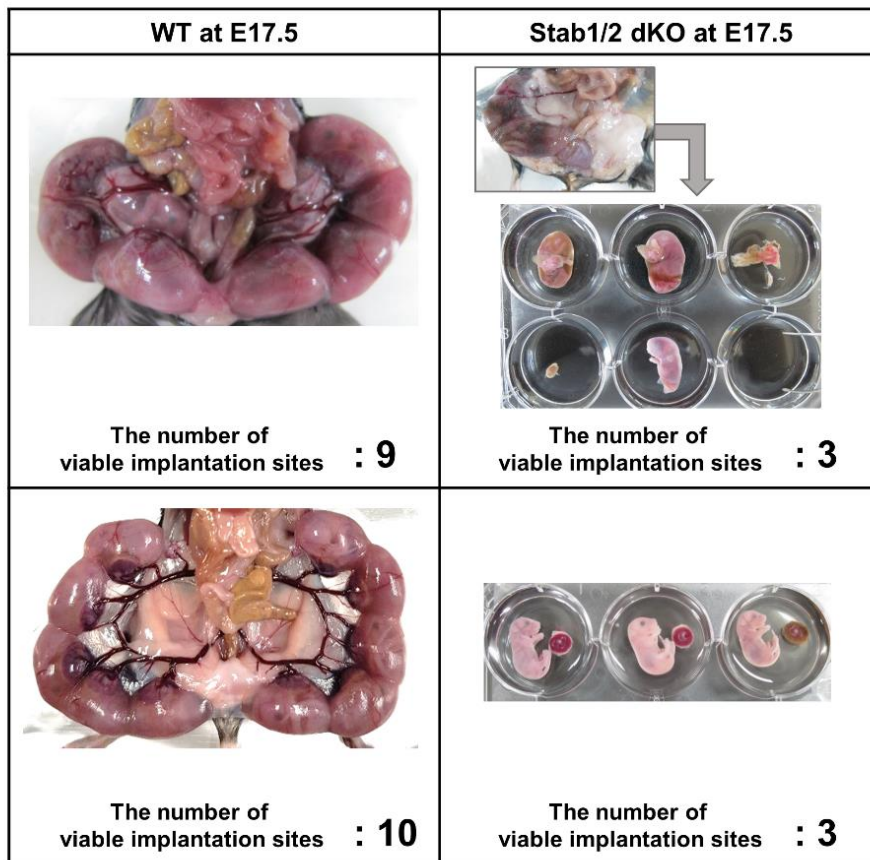 WT at E17.5
Stab1/2 dKO at E17.5
The number of
viable implantation sites : 9
The number of
viable implantation sites : 3
The number of
viable implantation sites : 10
The number of
viable implantation sites : 3